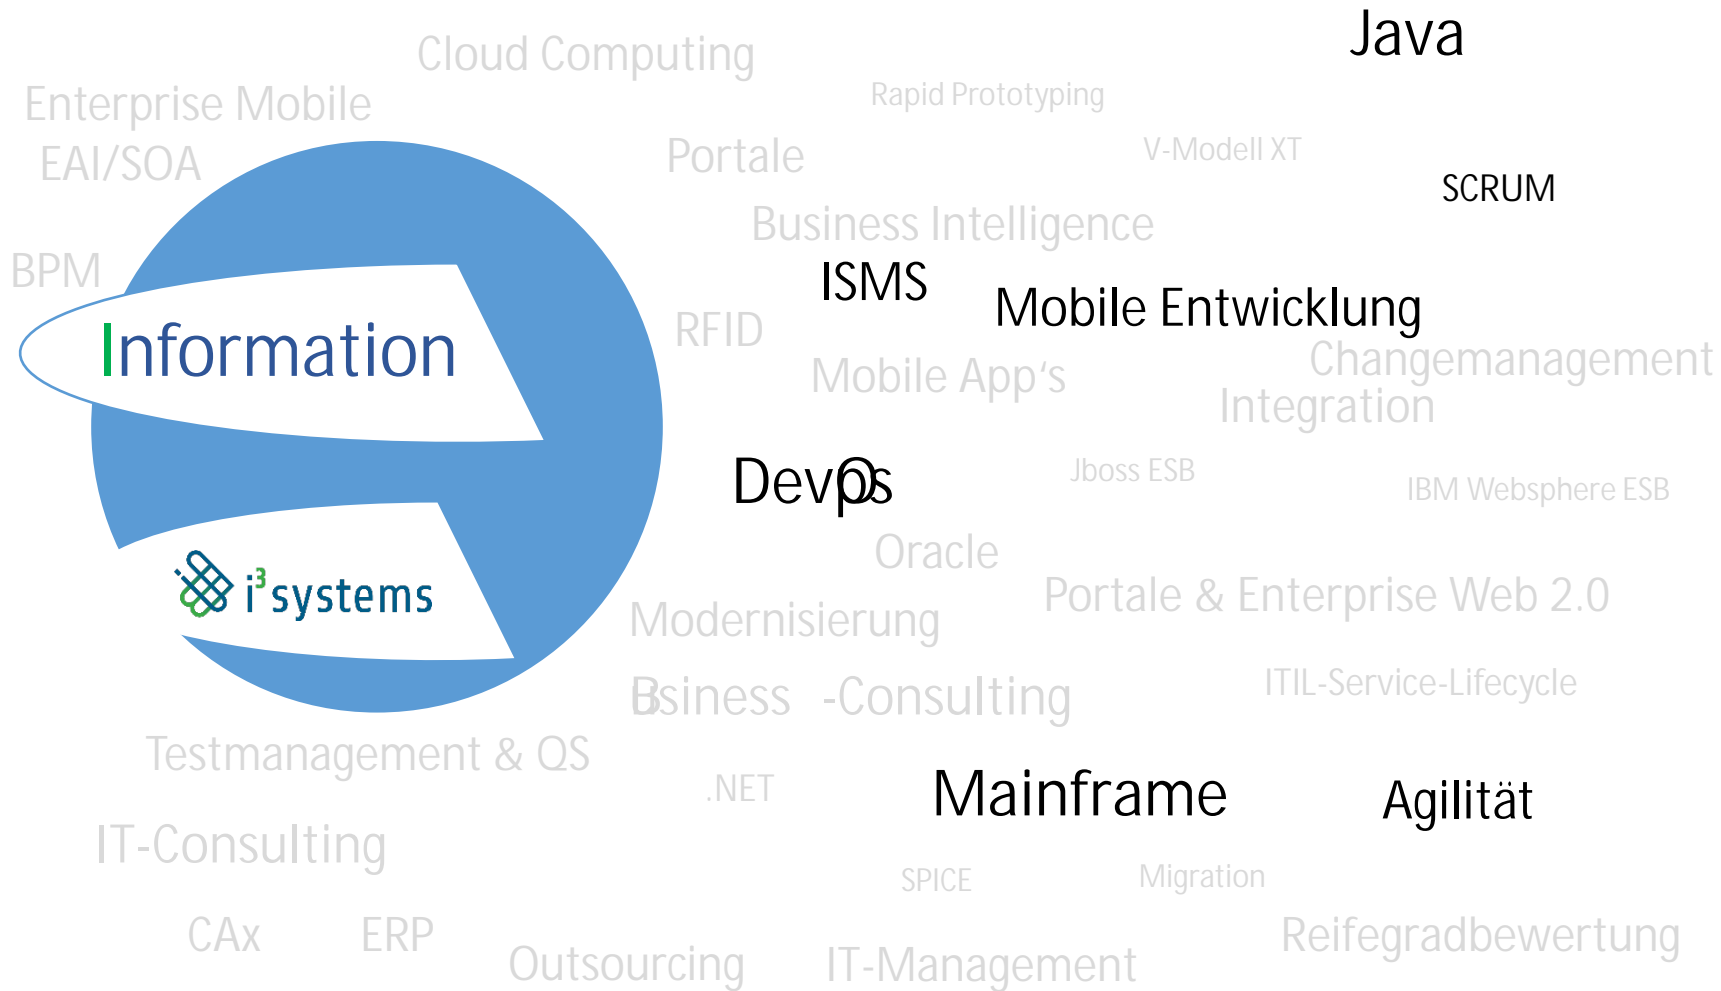 Java
Cloud Computing
Rapid Prototyping
Enterprise Mobile
V-Modell XT
Portale
EAI/SOA
SCRUM
Business Intelligence
BPM
ISMS
Mobile Entwicklung
RFID
Information
Changemanagement
Mobile App‘s
Integration
DevOps
Jboss ESB
IBM Websphere ESB
Oracle
i³systems
Portale & Enterprise Web 2.0
Modernisierung
ITIL-Service-Lifecycle
Business -Consulting
Testmanagement & QS
.NET
Mainframe
Agilität
IT-Consulting
SPICE
Migration
CAx
ERP
Reifegradbewertung
Outsourcing
IT-Management